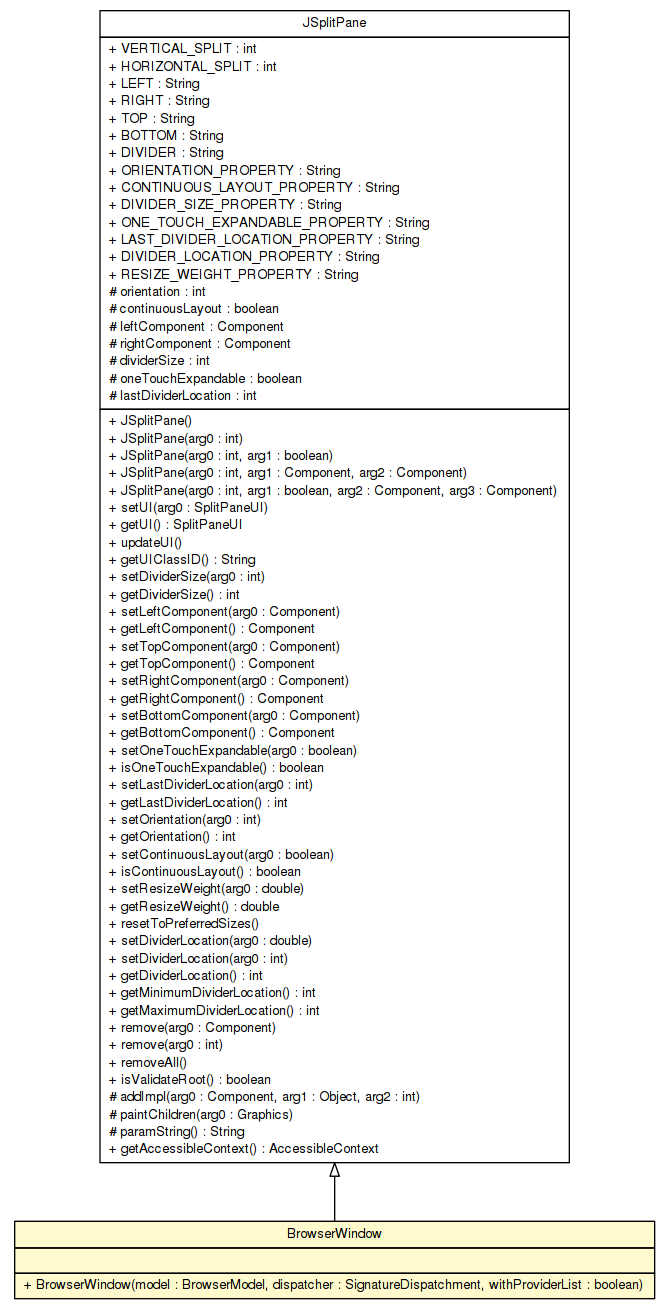 JSplitPane
+ VERTICAL_SPLIT : int
+ HORIZONTAL_SPLIT : int
+ LEFT : String
+ RIGHT : String
+ TOP : String
+ BOTTOM : String
+ DIVIDER : String
+ ORIENTATION_PROPERTY : String
+ CONTINUOUS_LAYOUT_PROPERTY : String
+ DIVIDER_SIZE_PROPERTY : String
+ ONE_TOUCH_EXPANDABLE_PROPERTY : String
+ LAST_DIVIDER_LOCATION_PROPERTY : String
+ DIVIDER_LOCATION_PROPERTY : String
+ RESIZE_WEIGHT_PROPERTY : String
# orientation : int
# continuousLayout : boolean
# leftComponent : Component
# rightComponent : Component
# dividerSize : int
# oneTouchExpandable : boolean
# lastDividerLocation : int
+ JSplitPane()
+ JSplitPane(arg0 : int)
+ JSplitPane(arg0 : int, arg1 : boolean)
+ JSplitPane(arg0 : int, arg1 : Component, arg2 : Component)
+ JSplitPane(arg0 : int, arg1 : boolean, arg2 : Component, arg3 : Component)
+ setUI(arg0 : SplitPaneUI)
+ getUI() : SplitPaneUI
+ updateUI()
+ getUIClassID() : String
+ setDividerSize(arg0 : int)
+ getDividerSize() : int
+ setLeftComponent(arg0 : Component)
+ getLeftComponent() : Component
+ setTopComponent(arg0 : Component)
+ getTopComponent() : Component
+ setRightComponent(arg0 : Component)
+ getRightComponent() : Component
+ setBottomComponent(arg0 : Component)
+ getBottomComponent() : Component
+ setOneTouchExpandable(arg0 : boolean)
+ isOneTouchExpandable() : boolean
+ setLastDividerLocation(arg0 : int)
+ getLastDividerLocation() : int
+ setOrientation(arg0 : int)
+ getOrientation() : int
+ setContinuousLayout(arg0 : boolean)
+ isContinuousLayout() : boolean
+ setResizeWeight(arg0 : double)
+ getResizeWeight() : double
+ resetToPreferredSizes()
+ setDividerLocation(arg0 : double)
+ setDividerLocation(arg0 : int)
+ getDividerLocation() : int
+ getMinimumDividerLocation() : int
+ getMaximumDividerLocation() : int
+ remove(arg0 : Component)
+ remove(arg0 : int)
+ removeAll()
+ isValidateRoot() : boolean
# addImpl(arg0 : Component, arg1 : Object, arg2 : int)
# paintChildren(arg0 : Graphics)
# paramString() : String
+ getAccessibleContext() : AccessibleContext
BrowserWindow
+ BrowserWindow(model : BrowserModel, dispatcher : SignatureDispatchment, withProviderList : boolean)